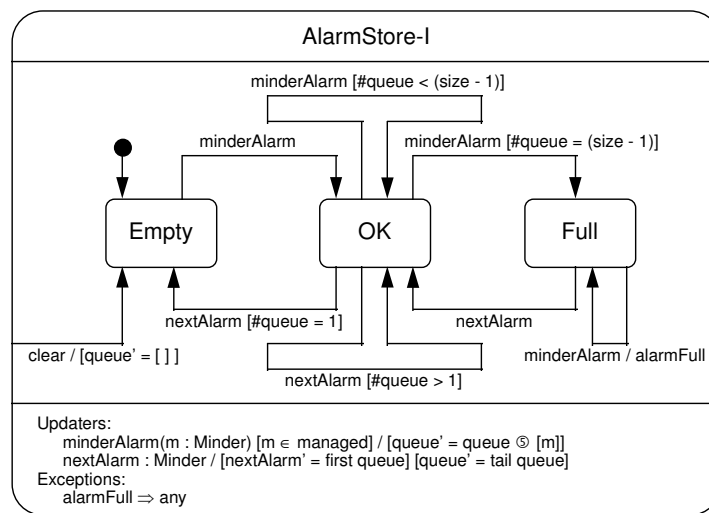 AlarmStore-I
minderAlarm [#queue < (size - 1)]
minderAlarm
minderAlarm [#queue = (size - 1)]
Empty
OK
Full
nextAlarm [#queue = 1]
nextAlarm
clear / [queue’ = [ ] ]
minderAlarm / alarmFull
nextAlarm [#queue > 1]
Updaters:
minderAlarm(m : Minder) [m ∈ managed] / [queue’ = queue Ⓢ [m]]
nextAlarm : Minder / [nextAlarm’ = first queue] [queue’ = tail queue]
Exceptions:
alarmFull ⇒ any